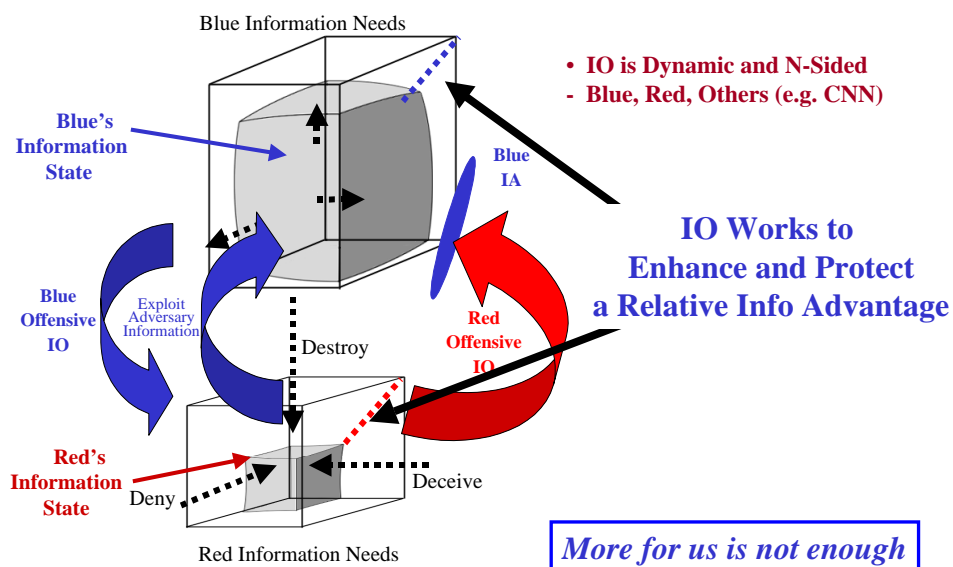 Blue Information Needs
• IO is Dynamic and N-Sided
- Blue, Red, Others (e.g. CNN)
Blue's
Information
State
Blue
IA
IO Works to
Enhance and Protect
a Relative Info Advantage
Blue
Offensive
IO
Exploit
Adversary
Information
Destroy
Red
Offensive
IO
Red's
Information
State
Deny
Deceive
Red Information Needs
More for us is not enough